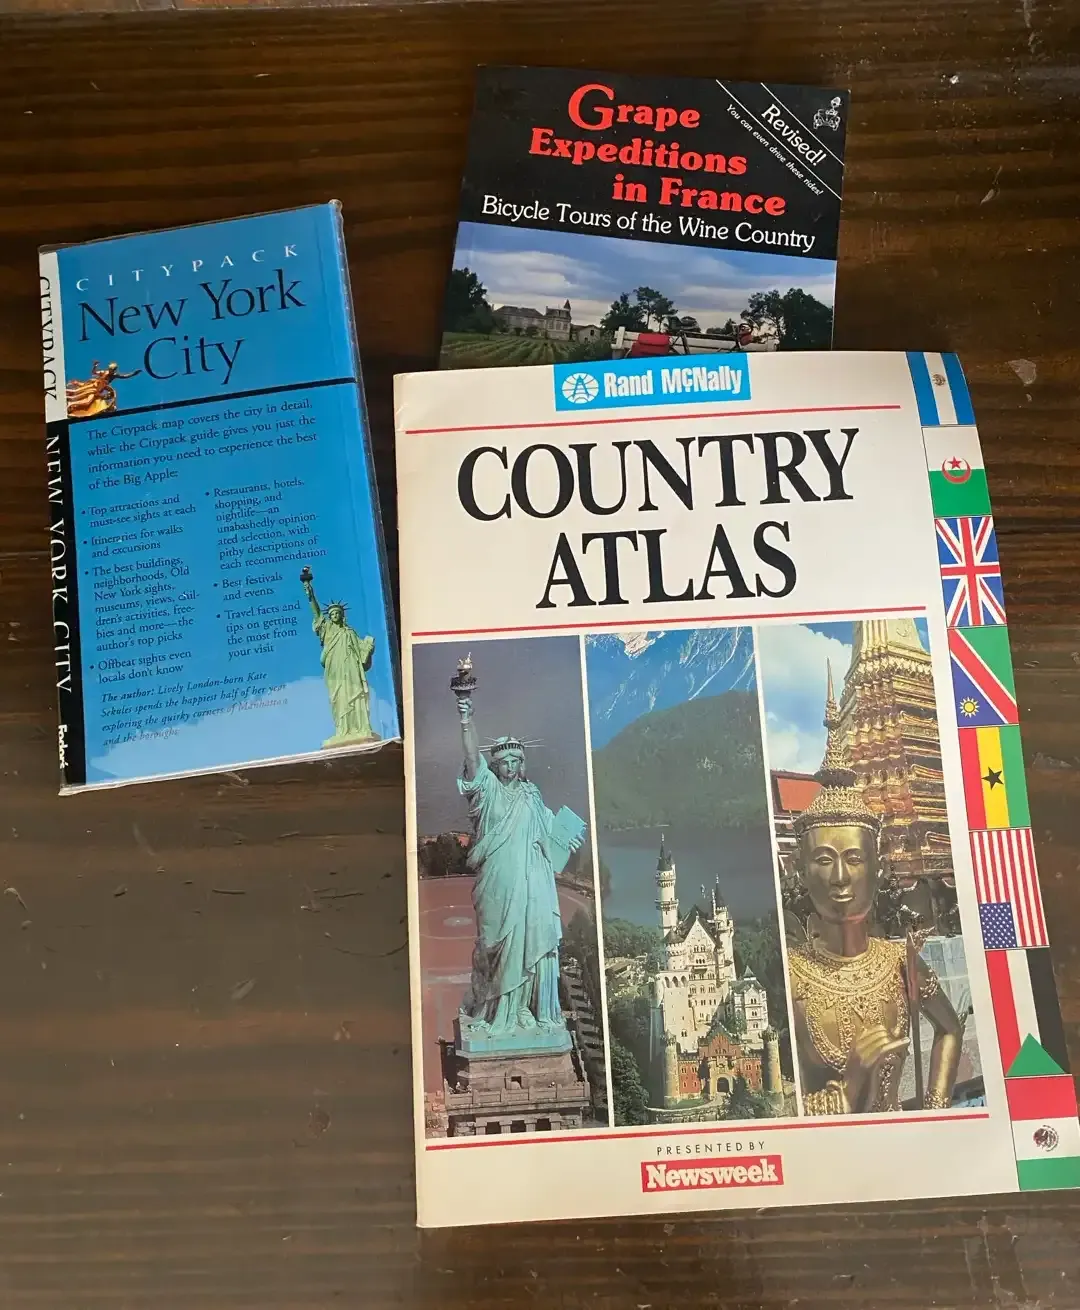 CITYPACK
New York
City
The Citypack map covers the city in detail,
while the Citypack guide gives you just the
information you need to experience the best
of the Big Apple:
• Top attractions and
must-see sights at each
• Itineraries for walks
and excursions
• The best buildings,
neighborhoods, Old
New York sights,
museums, views, chil-
dren's activities, free-
bies and more—the
author's top picks
• Offbeat sights even
locals don't know
• Restaurants, hotels,
shopping, and
nightlife—an
unabashedly opinion-
ated selection, with
pithy descriptions of
each recommendation
• Best festivals
and events
• Travel facts and
tips on getting
the most from
your visit
The author: Lively London-born Kate
Sekules spends the happiest half of her year
exploring the quirky corners of Manhattan
and the boroughs
CITYPACK NEW YORK CITY
Fodor's
Grape
Expeditions
in France
Bicycle Tours of the Wine Country
Revised!
You can even drive these rides!
Rand McNally
COUNTRY
ATLAS
PRESENTED BY
Newsweek